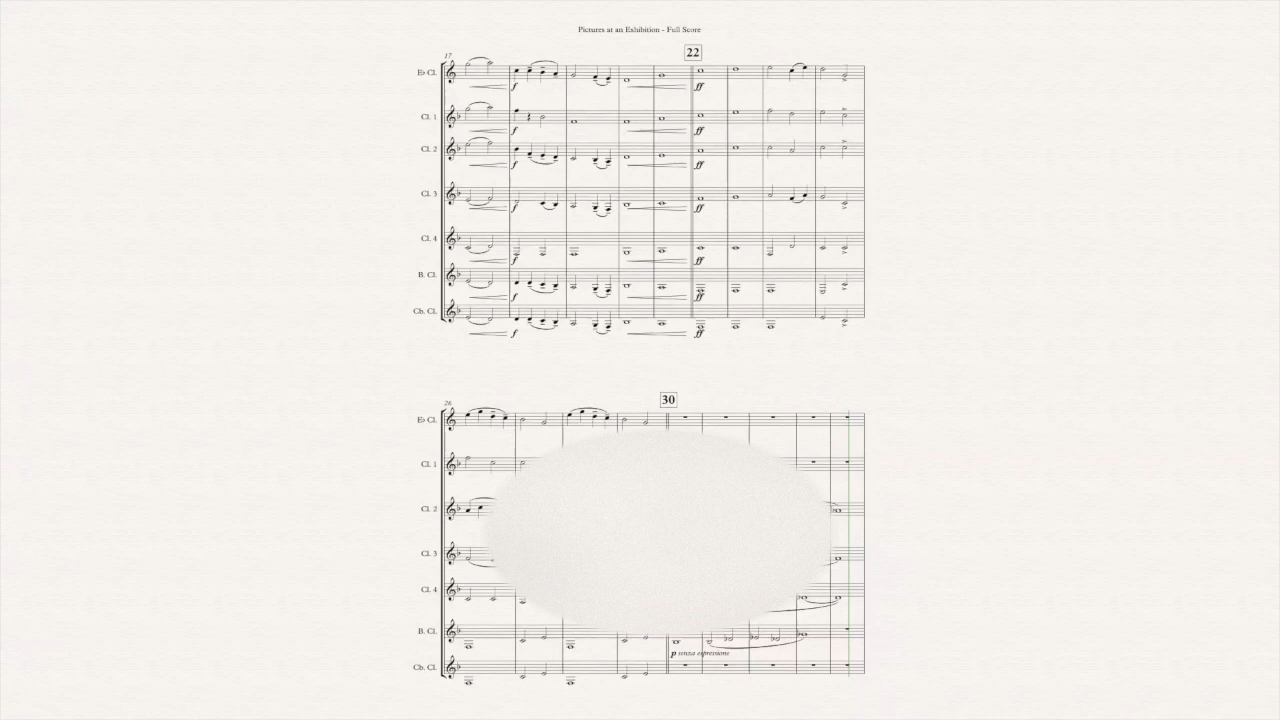 Pictures at an Exhibition - Full Score
22
17
E♭ Cl.
f
ff
Cl. 1
f
ff
Cl. 2
f
ff
Cl. 3
f
ff
Cl. 4
f
ff
B. Cl.
f
ff
Cb. Cl.
f
ff
30
26
E♭ Cl.
Cl. 1
Cl. 2
Cl. 3
Cl. 4
B. Cl.
p senza espressione
Cb. Cl.